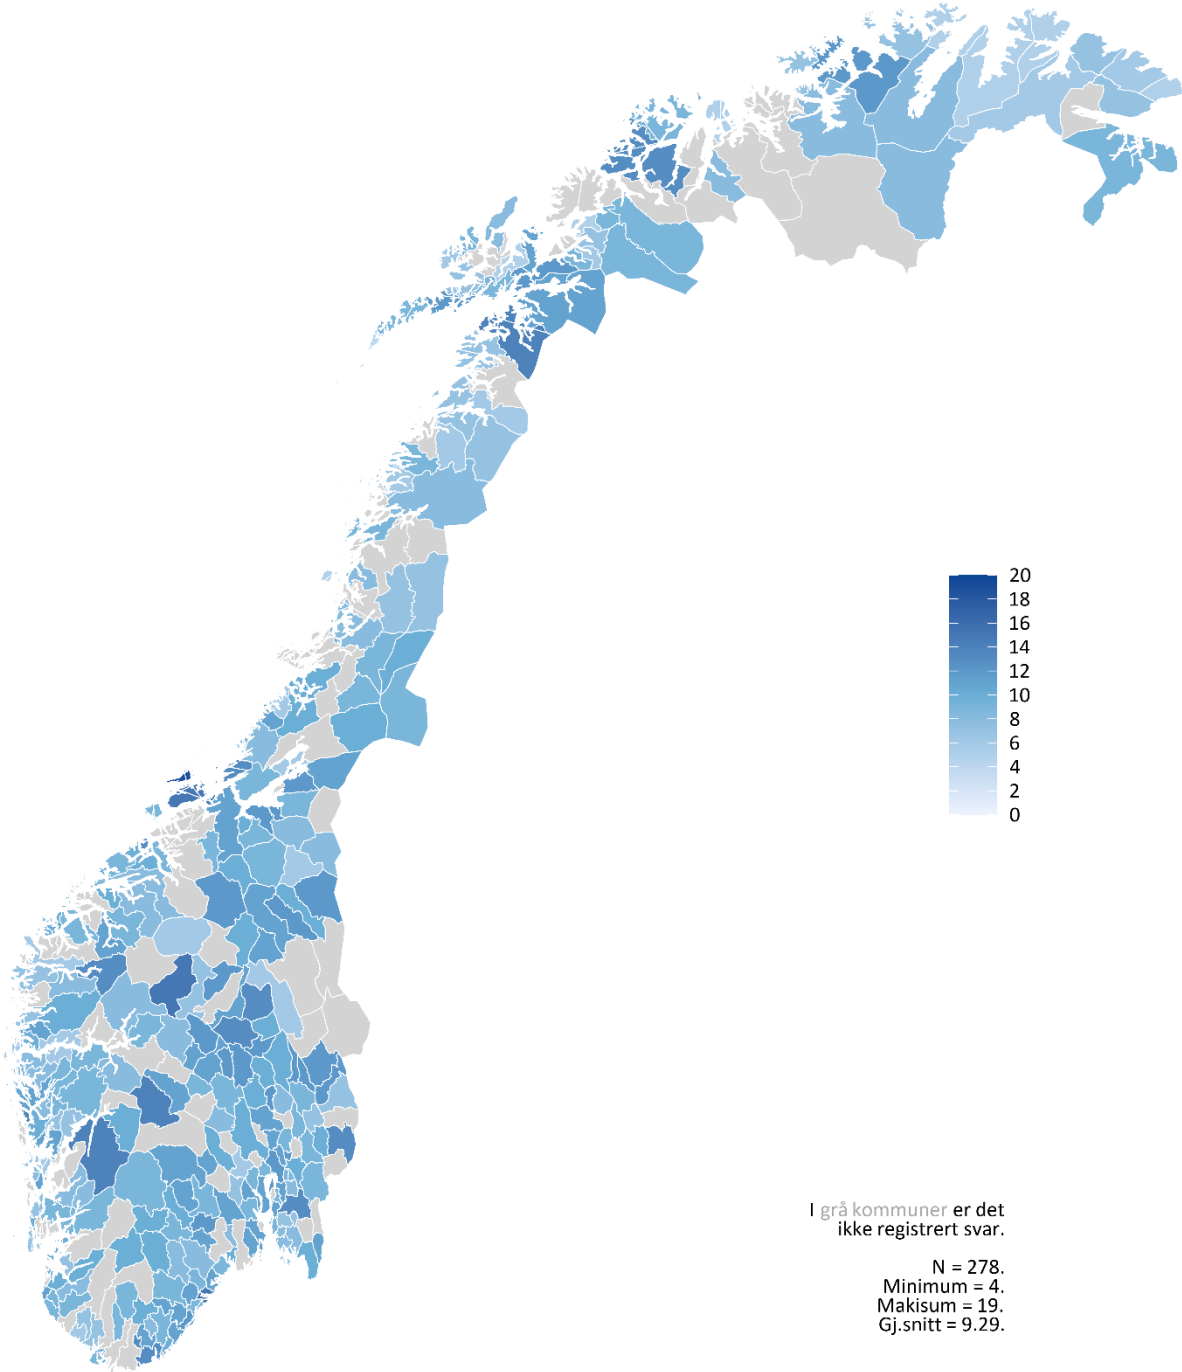 20
18
16
14
12
10
8
6
4
2
0
I grå kommuner er det
ikke registrert svar.
N = 278.
Minimum = 4.
Makisum = 19.
Gj.snitt = 9.29.